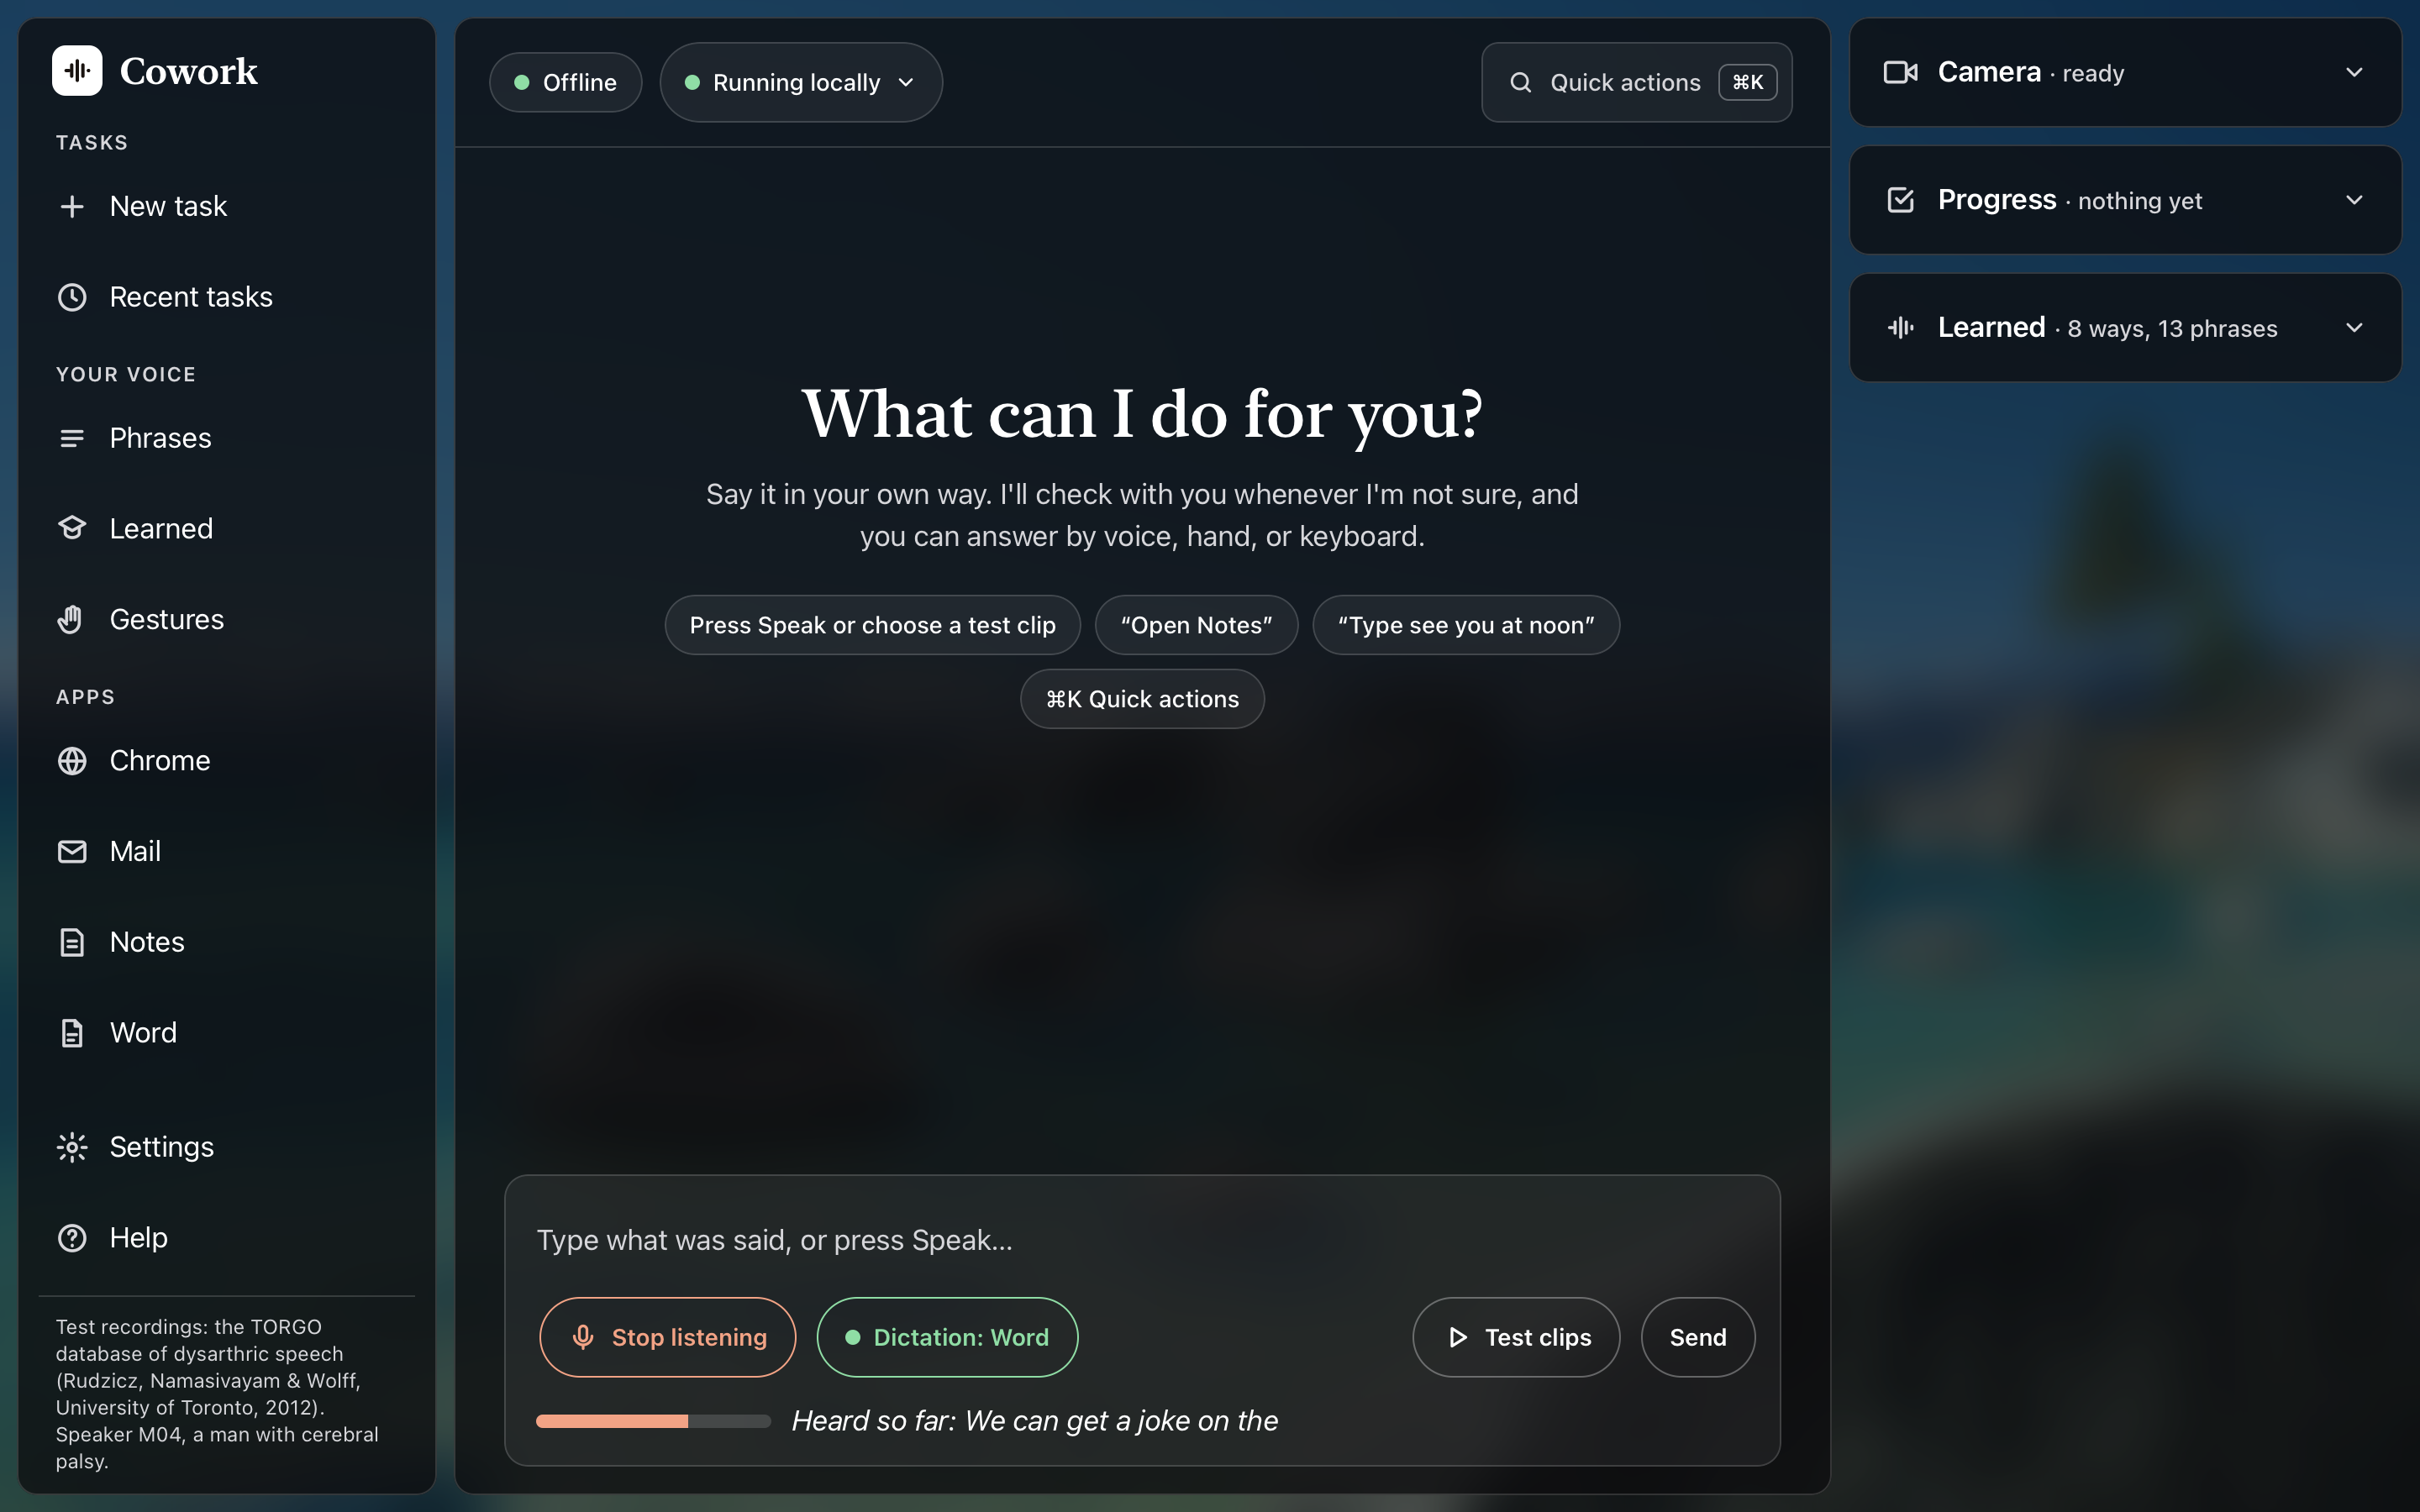 Cowork
TASKS
New task
Recent tasks
YOUR VOICE
Phrases
Learned
Gestures
APPS
Chrome
Mail
Notes
Word
Settings
Help
Test recordings: the TORGO
database of dysarthric speech
(Rudzicz, Namasivayam & Wolff,
University of Toronto, 2012).
Speaker M04, a man with cerebral
palsy.
Offline
Running locally
Quick actions ⌘K
What can I do for you?
Say it in your own way. I'll check with you whenever I'm not sure, and
you can answer by voice, hand, or keyboard.
Press Speak or choose a test clip
“Open Notes”
“Type see you at noon”
⌘K Quick actions
Type what was said, or press Speak...
Stop listening
Dictation: Word
Test clips
Send
Heard so far: We can get a joke on the
Camera · ready
Progress · nothing yet
Learned · 8 ways, 13 phrases